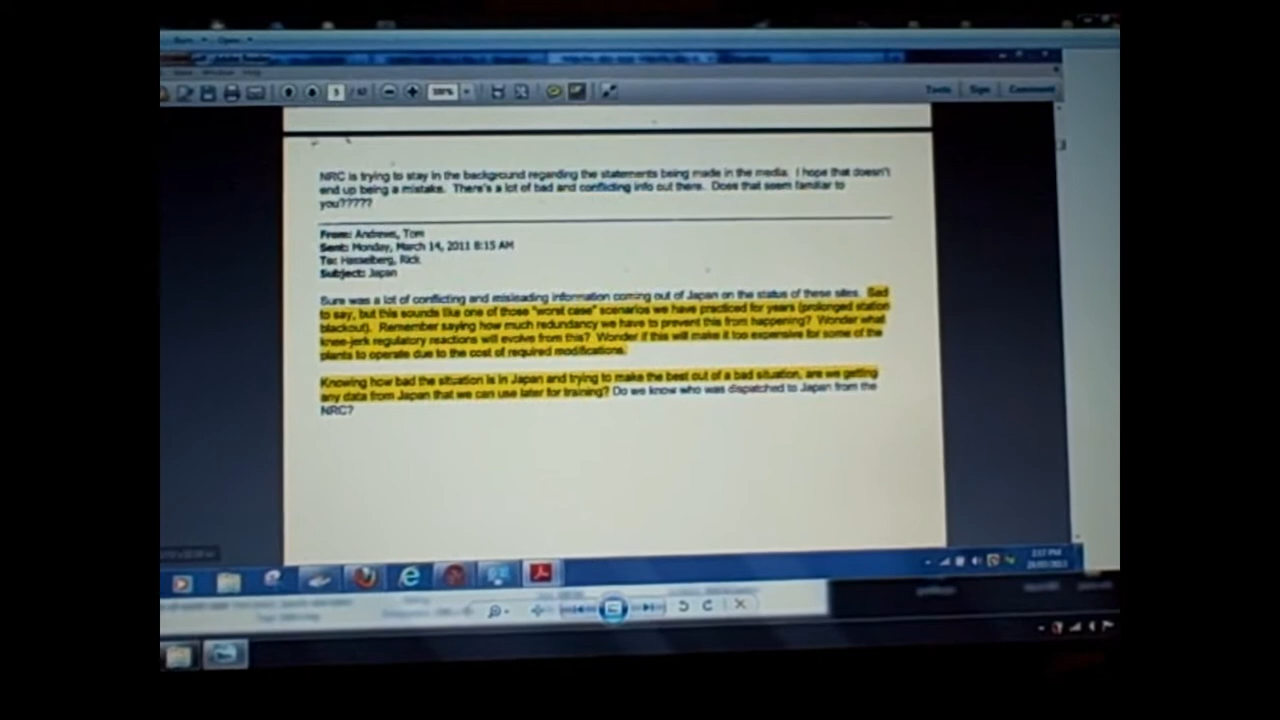 Tools Sign Comment
5 / 62
100%
NRC is trying to stay in the background regarding the statements being made in the media. I hope that doesn't
end up being a mistake. There's a lot of bad and conflicting info out there. Does that seem familiar to
you?????
From: Andrews, Tom
Sent: Monday, March 14, 2011 8:15 AM
To: Hasselberg, Rick
Subject: Japan
Sure was a lot of conflicting and misleading information coming out of Japan on the status of these sites. Sad
to say, but this sounds like one of those "worst case" scenarios we have practiced for years (prolonged station
blackout). Remember saying how much redundancy we have to prevent this from happening? Wonder what
knee-jerk regulatory reactions will evolve from this? Wonder if this will make it too expensive for some of the
plants to operate due to the cost of required modifications.
Knowing how bad the situation is in Japan and trying to make the best out of a bad situation, are we getting
any data from Japan that we can use later for training? Do we know who was dispatched to Japan from the
NRC?